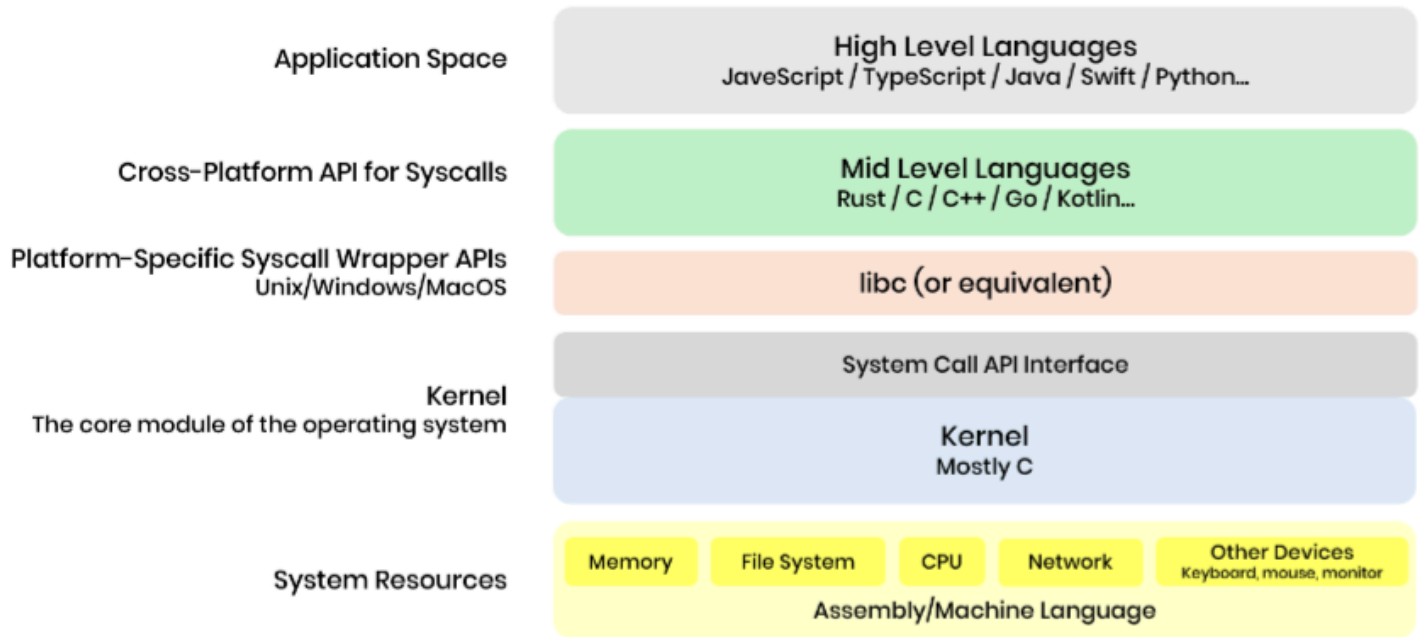 Application Space
High Level Languages
JaveScript / TypeScript / Java / Swift / Python...
Cross-Platform API for Syscalls
Mid Level Languages
Rust / C / C++ / Go / Kotlin...
Platform-Specific Syscall Wrapper APIs
Unix/Windows/MacOS
libc (or equivalent)
System Call API Interface
Kernel
The core module of the operating system
Kernel
Mostly C
System Resources
Memory
File System
CPU
Network
Other Devices
Keyboard, mouse, monitor
Assembly/Machine Language